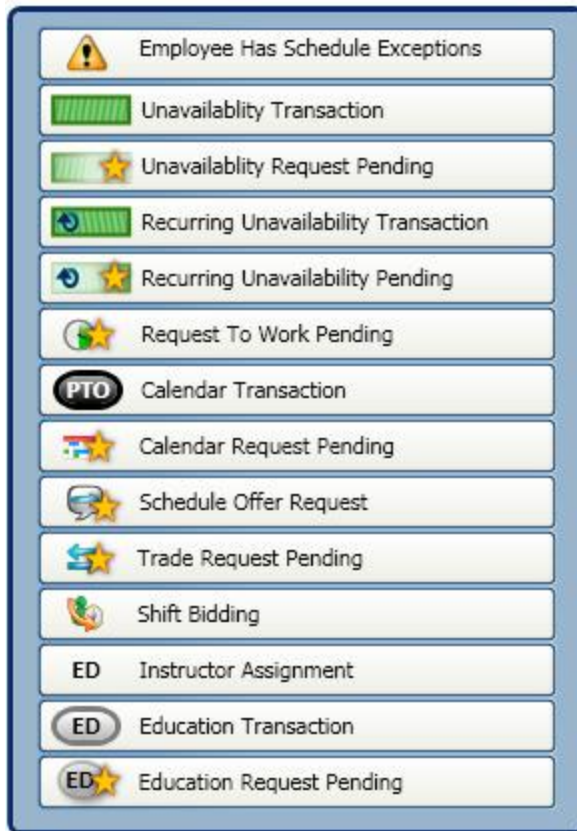 Employee Has Schedule Exceptions
Unavailablity Transaction
Unavailablity Request Pending
Recurring Unavailability Transaction
Recurring Unavailability Pending
Request To Work Pending
PTO Calendar Transaction
Calendar Request Pending
Schedule Offer Request
Trade Request Pending
Shift Bidding
ED Instructor Assignment
ED Education Transaction
ED Education Request Pending